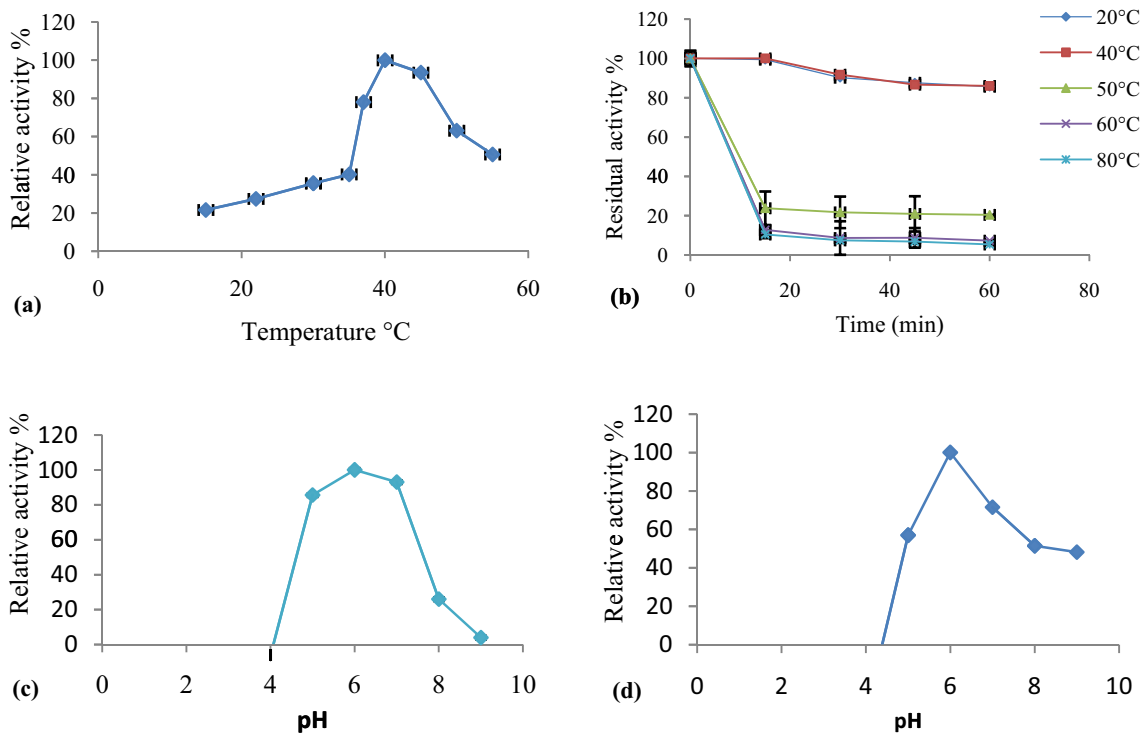 120
100
80
60
40
20
0
Relative activity %
0 20 40 60
Temperature °C
(a)
120
100
80
60
40
20
0
Residual activity %
0 20 40 60 80
Time (min)
(b)
20°C
40°C
50°C
60°C
80°C
120
100
80
60
40
20
0
Relative activity %
0 2 4 6 8 10
pH
(c)
120
100
80
60
40
20
0
Relative activity %
0 2 4 6 8 10
pH
(d)